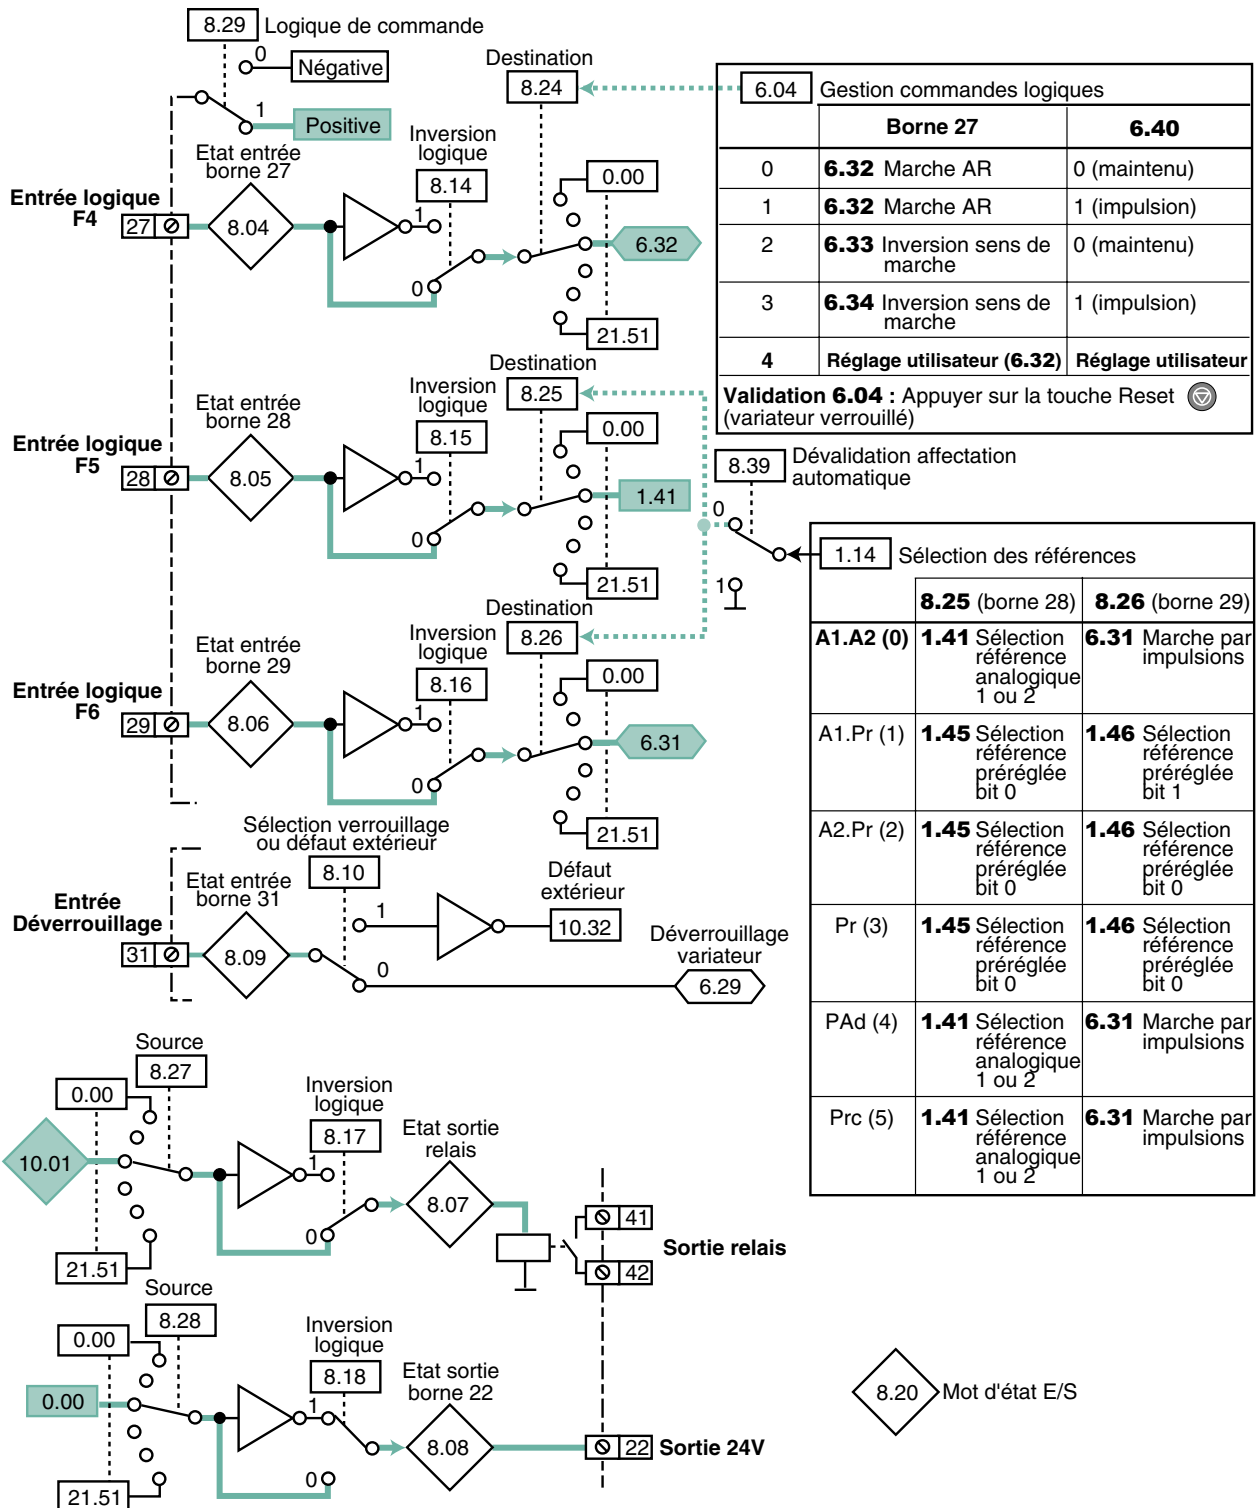 8.29 Logique de commande
0 Négative
1 Positive
Destination
8.24
Etat entrée
borne 27
Inversion
logique
8.14
0.00
Entrée logique
F4
27
8.04
1
0
6.32
21.51
6.04 Gestion commandes logiques
Borne 27 6.40
0 6.32 Marche AR 0 (maintenu)
1 6.32 Marche AR 1 (impulsion)
2 6.33 Inversion sens de
marche 0 (maintenu)
3 6.34 Inversion sens de
marche 1 (impulsion)
4 Réglage utilisateur (6.32) Réglage utilisateur
Validation 6.04 : Appuyer sur la touche Reset
(variateur verrouillé)
Destination
8.25
Etat entrée
borne 28
Inversion
logique
8.15
0.00
Entrée logique
F5
28
8.05
1
0
1.41
21.51
8.39 Dévalidation affectation
automatique
0
1
Destination
8.26
Etat entrée
borne 29
Inversion
logique
8.16
0.00
Entrée logique
F6
29
8.06
1
0
6.31
21.51
1.14 Sélection des références
8.25 (borne 28) 8.26 (borne 29)
A1.A2 (0) 1.41 Sélection
référence
analogique
1 ou 2
6.31 Marche par
impulsions
A1.Pr (1) 1.45 Sélection
référence
préréglée
bit 0
1.46 Sélection
référence
préréglée
bit 1
A2.Pr (2) 1.45 Sélection
référence
préréglée
bit 0
1.46 Sélection
référence
préréglée
bit 0
Pr (3) 1.45 Sélection
référence
préréglée
bit 0
1.46 Sélection
référence
préréglée
bit 0
PAd (4) 1.41 Sélection
référence
analogique
1 ou 2
6.31 Marche par
impulsions
Prc (5) 1.41 Sélection
référence
analogique
1 ou 2
6.31 Marche par
impulsions
Sélection verrouillage
ou défaut extérieur
8.10
Etat entrée
borne 31
Entrée
Déverrouillage
31
8.09
1
0
Défaut
extérieur
10.32
Déverrouillage
variateur
6.29
Source
8.27
0.00
10.01
21.51
Inversion
logique
8.17
1
0
Etat sortie
relais
8.07
41
Sortie relais
42
Source
8.28
0.00
0.00
21.51
Inversion
logique
8.18
1
0
Etat sortie
borne 22
8.08
22 Sortie 24V
8.20 Mot d'état E/S